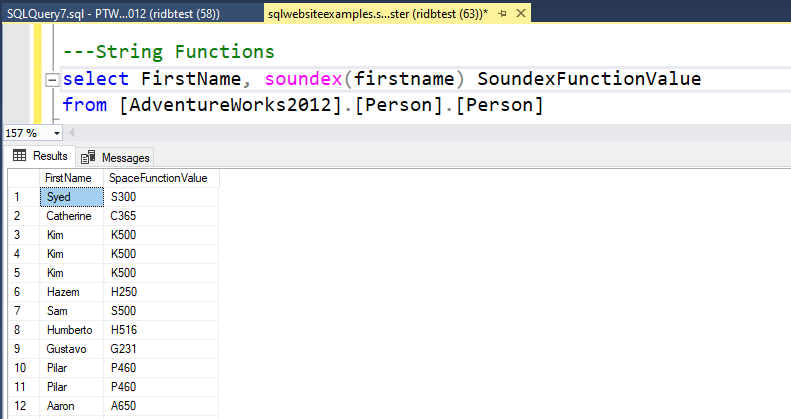 SQLQuery7.sql - PTW...012 (ridbtest (58))
sqlwebsiteexamples.s...ster (ridbtest (63))*
---String Functions
select FirstName, soundex(firstname) SoundexFunctionValue
from [AdventureWorks2012].[Person].[Person]
157 %
Results Messages
FirstName SpaceFunctionValue
1 Syed S300
2 Catherine C365
3 Kim K500
4 Kim K500
5 Kim K500
6 Hazem H250
7 Sam S500
8 Humberto H516
9 Gustavo G231
10 Pilar P460
11 Pilar P460
12 Aaron A650